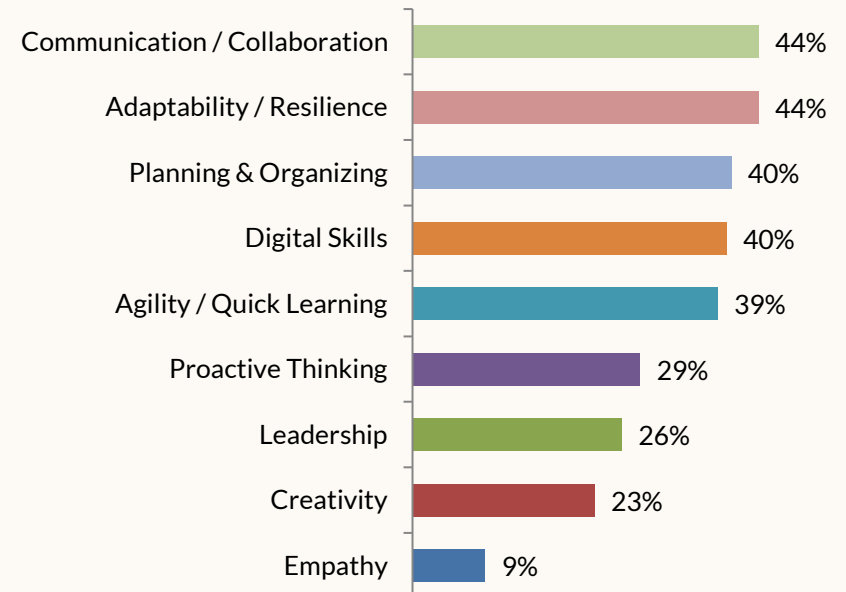 Communication / Collaboration 44%
Adaptability / Resilience 44%
Planning & Organizing 40%
Digital Skills 40%
Agility / Quick Learning 39%
Proactive Thinking 29%
Leadership 26%
Creativity 23%
Empathy 9%